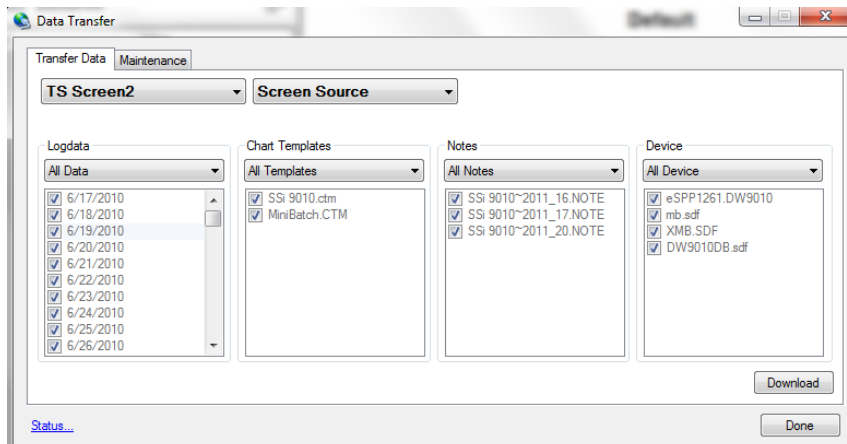 Default
Data Transfer
Transfer Data
Maintenance
TS Screen2
Screen Source
Logdata
All Data
6/17/2010
6/18/2010
6/19/2010
6/20/2010
6/21/2010
6/22/2010
6/23/2010
6/24/2010
6/25/2010
6/26/2010
Chart Templates
All Templates
SSi 9010.ctm
MiniBatch.CTM
Notes
All Notes
SSi 9010~2011_16.NOTE
SSi 9010~2011_17.NOTE
SSi 9010~2011_20.NOTE
Device
All Device
eSPP1261.DW9010
mb.sdf
XMB.SDF
DW9010DB.sdf
Download
Status...
Done